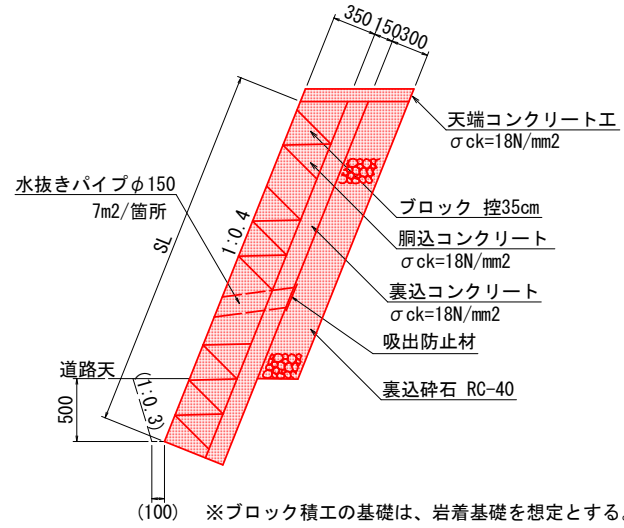 350 150 300
天端コンクリート工
σck=18N/mm2
水抜きパイプφ150
7m2/箇所
SL
1:0.4
ブロック 控35cm
胴込コンクリート
σck=18N/mm2
裏込コンクリート
σck=18N/mm2
吸出防止材
道路天
(1:0.3)
500
裏込砕石 RC-40
(100)
※ブロック積工の基礎は、岩着基礎を想定とする。